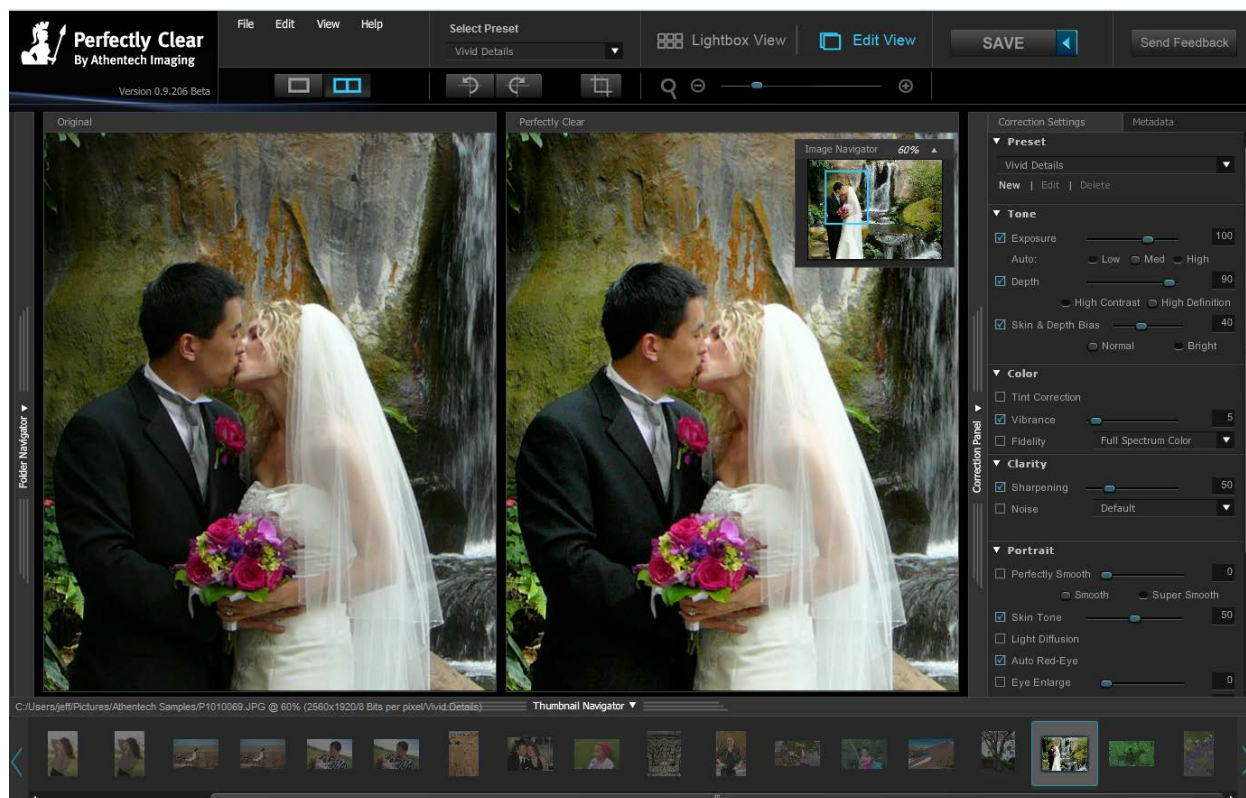 Perfectly Clear
By Athentech Imaging
Version 0.9.206 Beta
File Edit View Help
Select Preset
Vivid Details
Lightbox View
Edit View
SAVE
Send Feedback
Original
Perfectly Clear
Image Navigator 60%
Folder Navigator
Correction Panel
Correction Settings Metadata
Preset
Vivid Details
New | Edit | Delete
Tone
Exposure 100
Auto: Low Med High
Depth 90
High Contrast High Definition
Skin & Depth Bias 40
Normal Bright
Color
Tint Correction
Vibrance 5
Fidelity Full Spectrum Color
Clarity
Sharpening 50
Noise Default
Portrait
Perfectly Smooth 0
Smooth Super Smooth
Skin Tone 50
Light Diffusion
Auto Red-Eye
Eye Enlarge 0
C:/Users/jeff/Pictures/Athentech Samples/P1010069.JPG @ 60% (2560x1920/8 Bits per pixel/Vivid Details)
Thumbnail Navigator